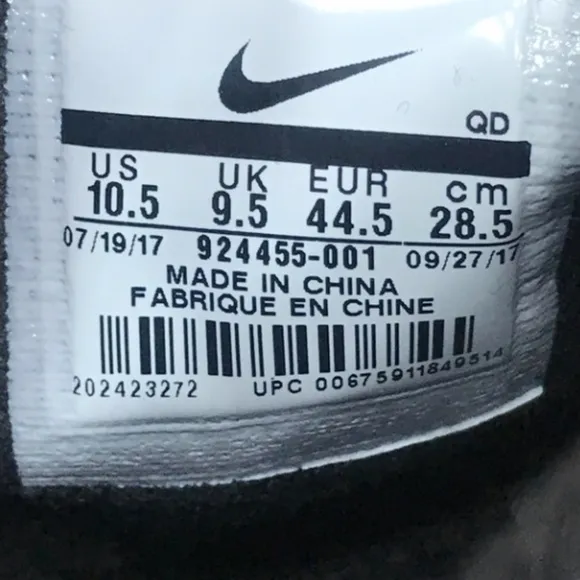 QD
US UK EUR cm
10.5 9.5 44.5 28.5
07/19/17 924455-001 09/27/17
MADE IN CHINA
FABRIQUE EN CHINE
202423272 UPC 00675911849514